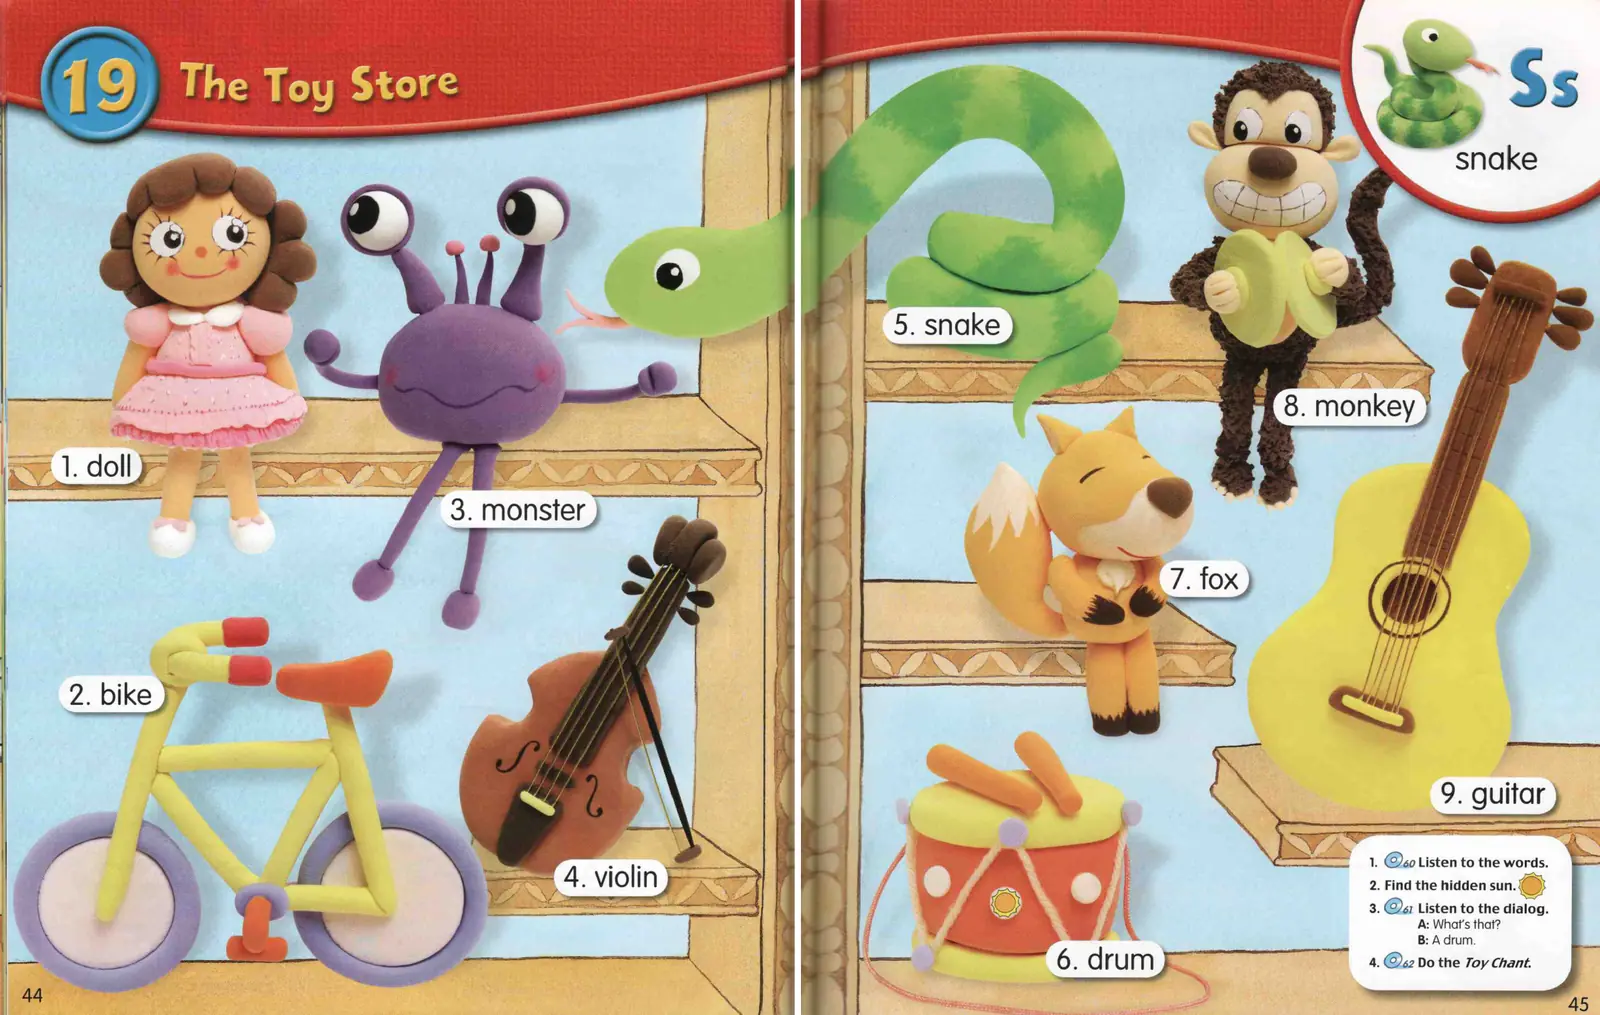 19 The Toy Store
1. doll
3. monster
2. bike
4. violin
44
Ss
snake
5. snake
8. monkey
7. fox
9. guitar
6. drum
1. 60 Listen to the words.
2. Find the hidden sun.
3. 61 Listen to the dialog.
A: What's that?
B: A drum.
4. 62 Do the Toy Chant.
45